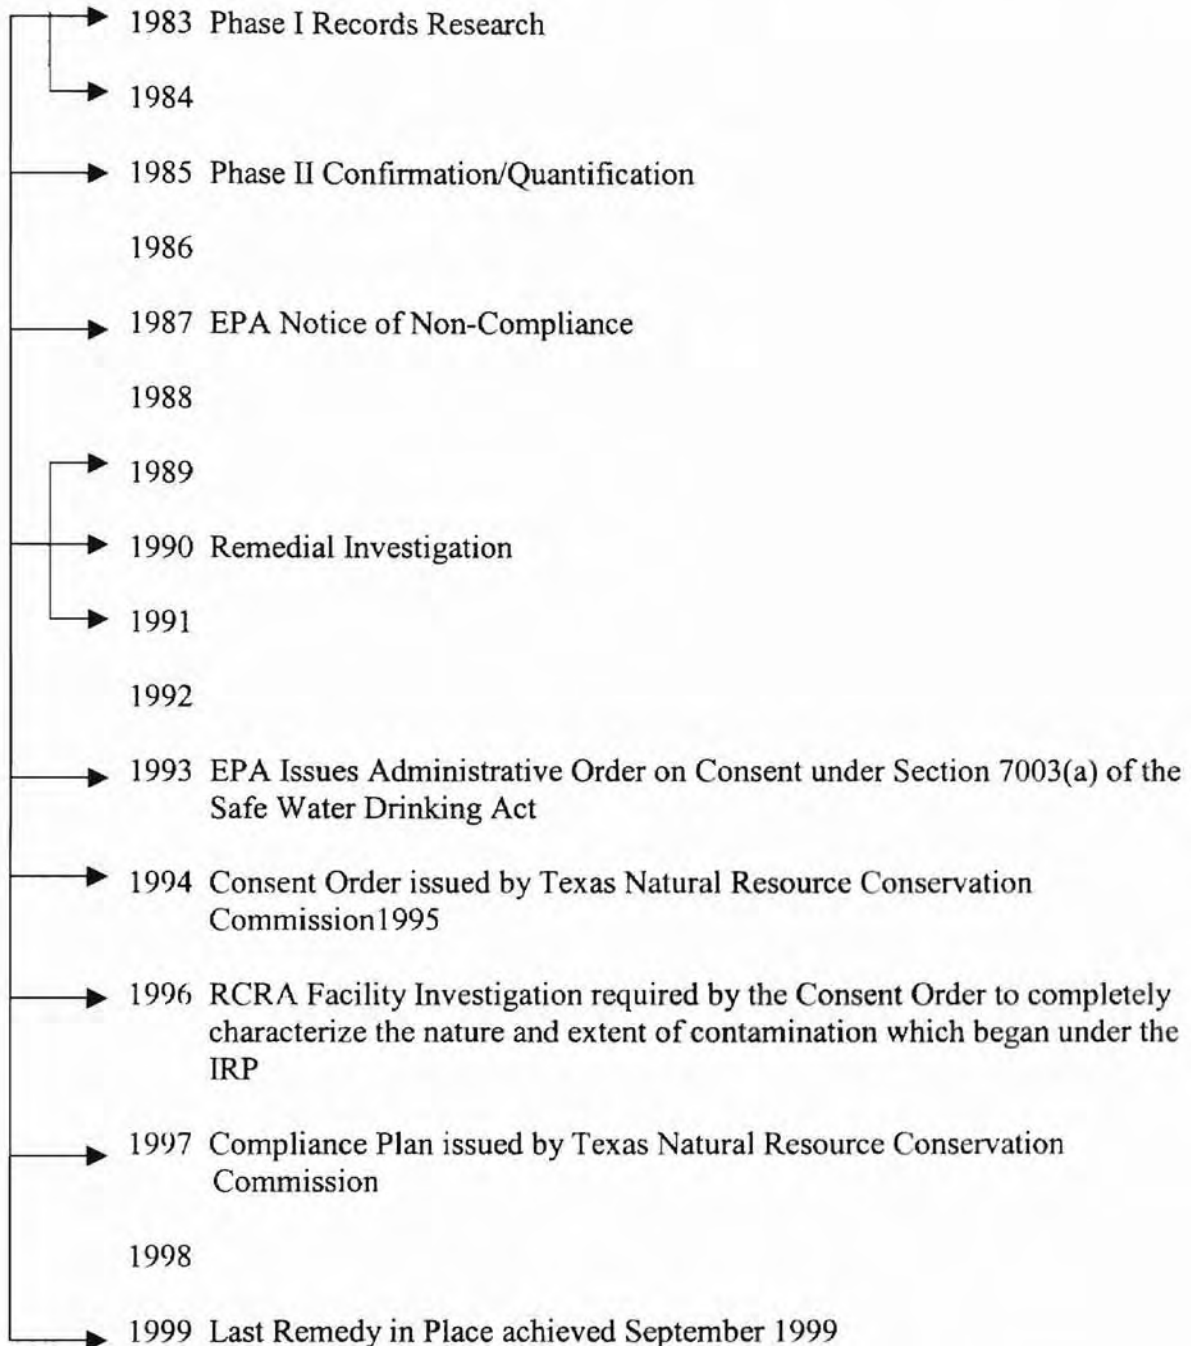 1983 Phase I Records Research
1984
1985 Phase II Confirmation/Quantification
1986
1987 EPA Notice of Non-Compliance
1988
1989
1990 Remedial Investigation
1991
1992
1993 EPA Issues Administrative Order on Consent under Section 7003(a) of the
Safe Water Drinking Act
1994 Consent Order issued by Texas Natural Resource Conservation
Commission1995
1996 RCRA Facility Investigation required by the Consent Order to completely
characterize the nature and extent of contamination which began under the
IRP
1997 Compliance Plan issued by Texas Natural Resource Conservation
Commission
1998
1999 Last Remedy in Place achieved September 1999